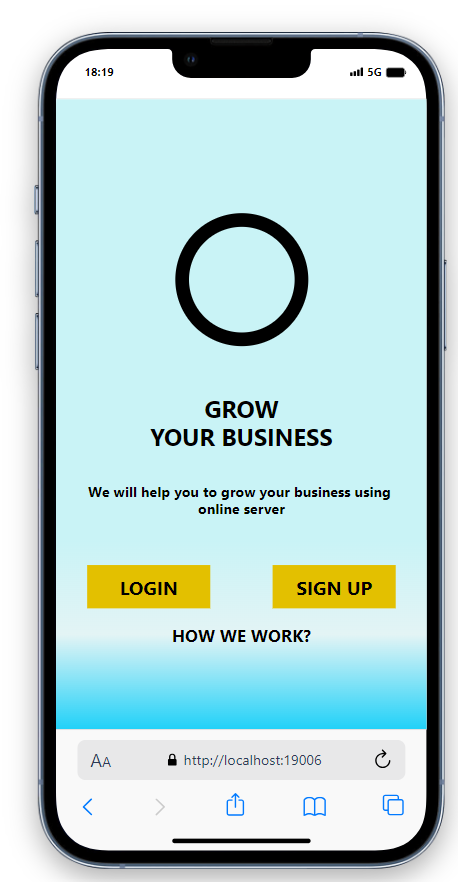 18:19
5G
GROW
YOUR BUSINESS
We will help you to grow your business using
online server
LOGIN
SIGN UP
HOW WE WORK?
AA
http://localhost:19006